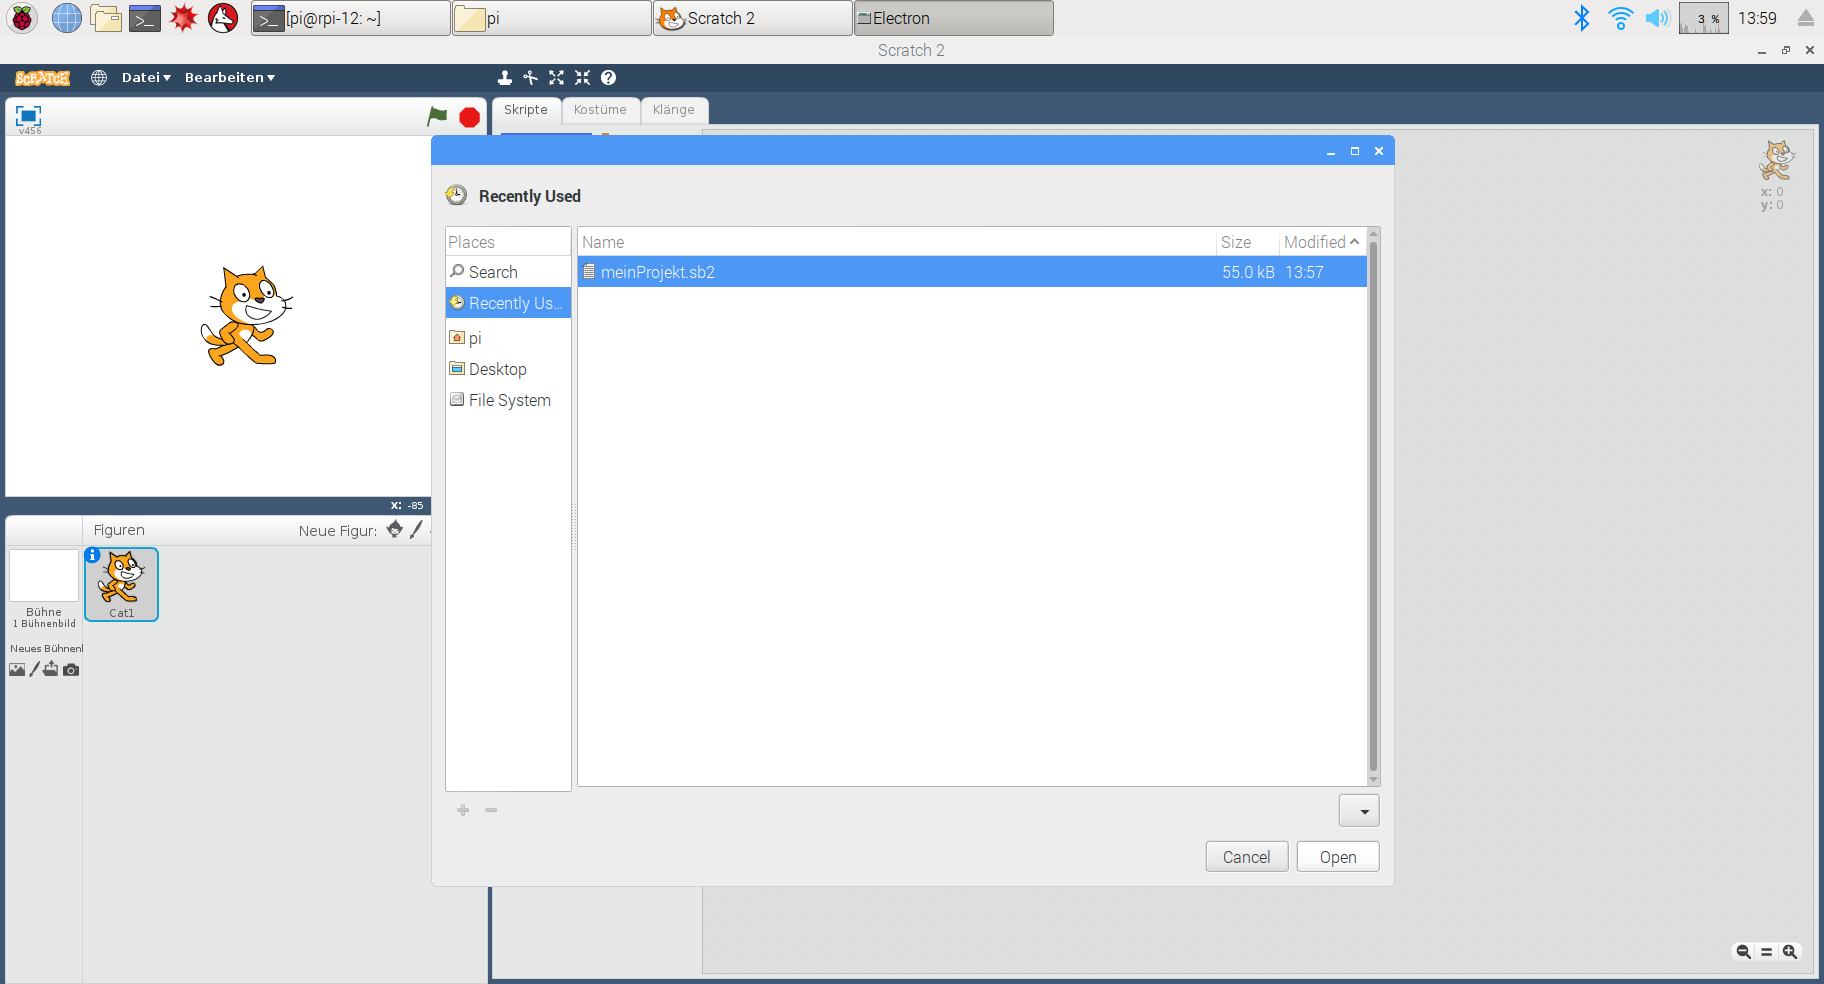 [pi@rpi-12: ~]
pi
Scratch 2
Electron
3 %
13:59
Scratch 2
SCRATCH
Datei
Bearbeiten
v456
Skripte
Kostüme
Klänge
x: 0
y: 0
Recently Used
Places
Name
Size
Modified
Search
meinProjekt.sb2
55.0 kB
13:57
Recently Us...
pi
Desktop
File System
x: -85
Figuren
Neue Figur:
Cat1
Bühne
1 Bühnenbild
Neues Bühnenl
Cancel
Open